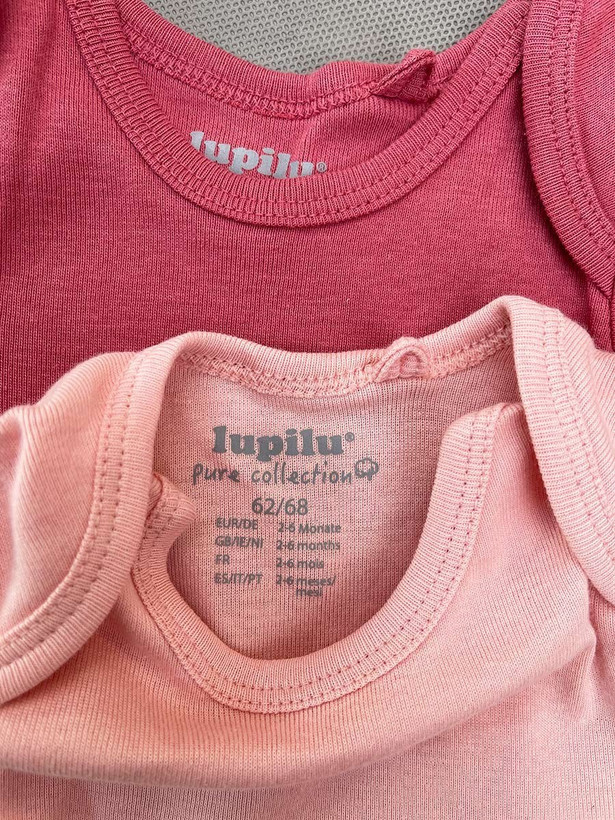 lupilu®
lupilu®
pure collection
62/68
EUR/DE 2-6 Monate
GB/IE/NI 2-6 months
FR 2-6 mois
ES/IT/PT 2-6 meses/
mesi